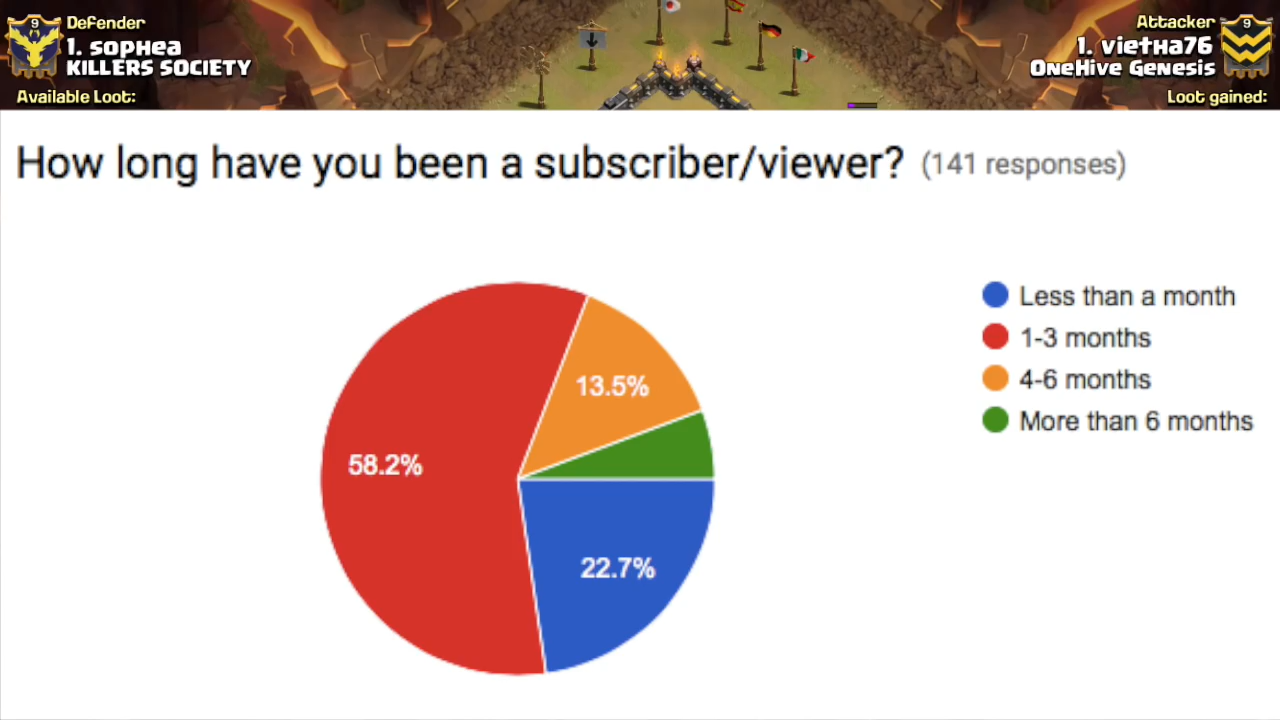 9
Defender
1. sophea
KILLERS SOCIETY
Available Loot:
Attacker
9
1. vietha76
OneHive Genesis
Loot gained:
How long have you been a subscriber/viewer? (141 responses)
Less than a month
1-3 months
4-6 months
More than 6 months
13.5%
58.2%
22.7%